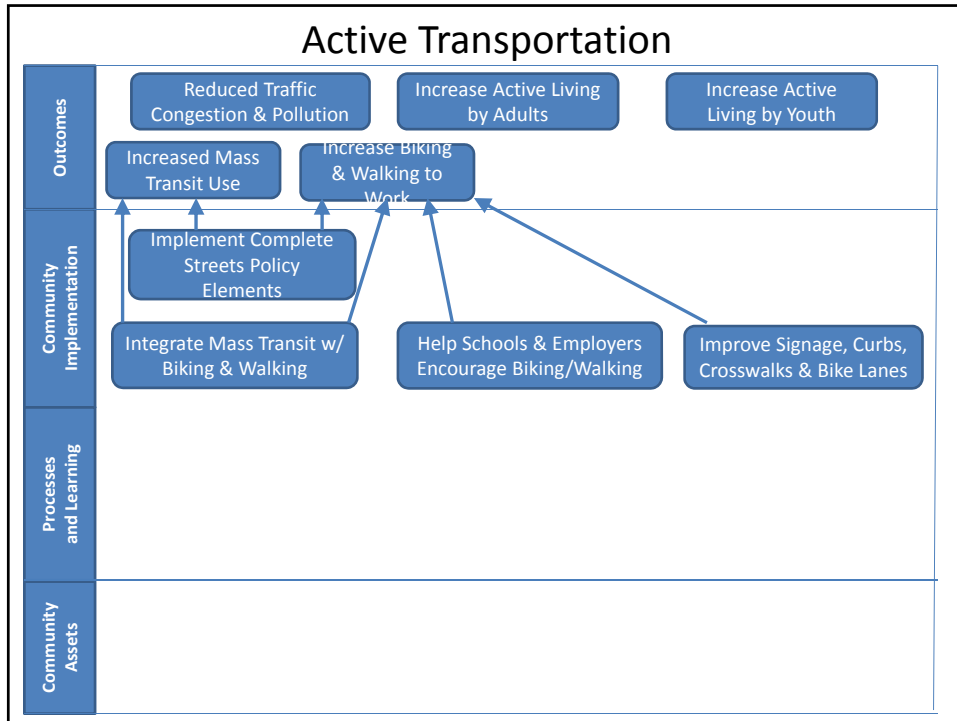 Active Transportation
Outcomes
Reduced Traffic
Congestion & Pollution
Increase Active Living
by Adults
Increase Active
Living by Youth
Increased Mass
Transit Use
Increase Biking
& Walking to
Work
Community
Implementation
Implement Complete
Streets Policy
Elements
Integrate Mass Transit w/
Biking & Walking
Help Schools & Employers
Encourage Biking/Walking
Improve Signage, Curbs,
Crosswalks & Bike Lanes
Processes
and Learning
Community
Assets